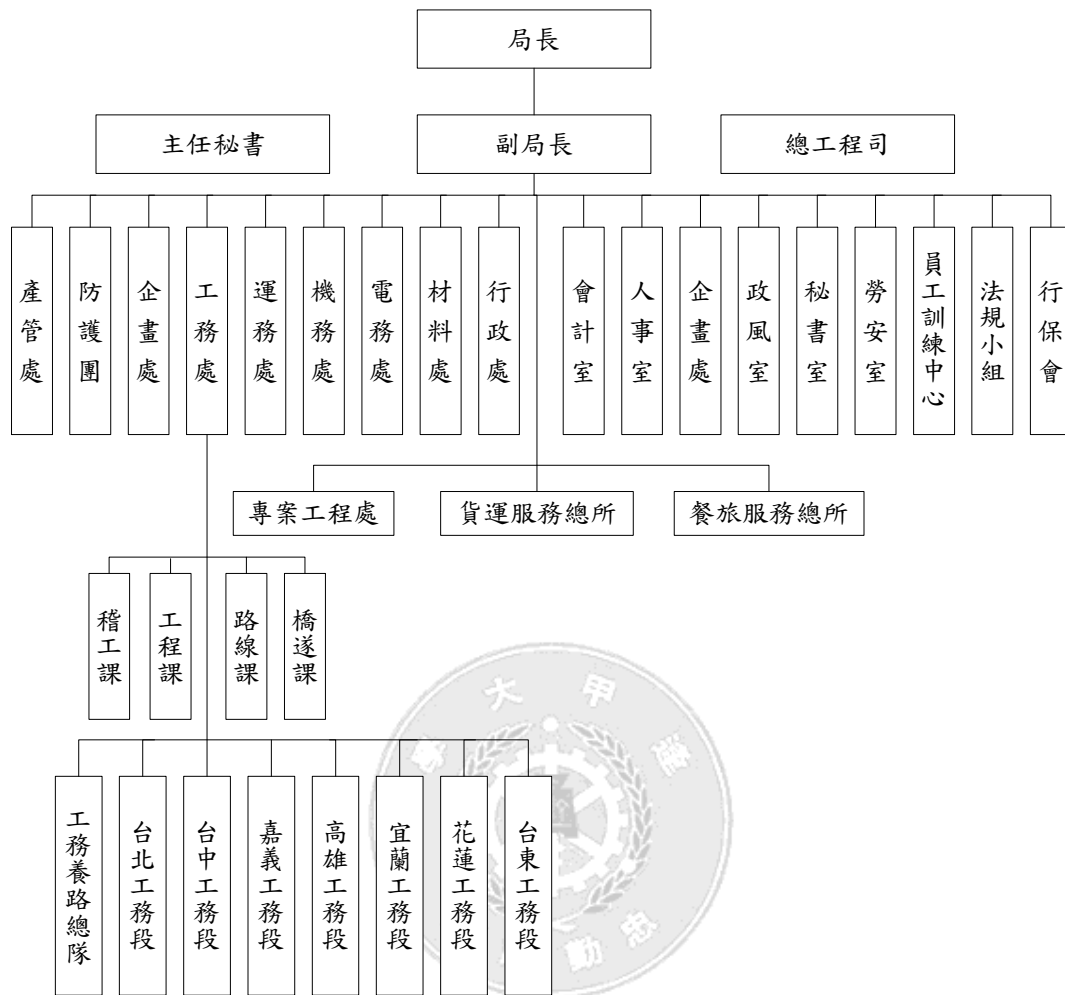 局長
主任秘書
副局長
總工程司
產管處
防護團
企畫處
工務處
運務處
機務處
電務處
材料處
行政處
會計室
人事室
企畫處
政風室
秘書室
勞安室
員工訓練中心
法規小組
行保會
專案工程處
貨運服務總所
餐旅服務總所
稽工課
工程課
路線課
橋遂課
工務養路總隊
台北工務段
台中工務段
嘉義工務段
高雄工務段
宜蘭工務段
花蓮工務段
台東工務段
逢甲大學
忠勤